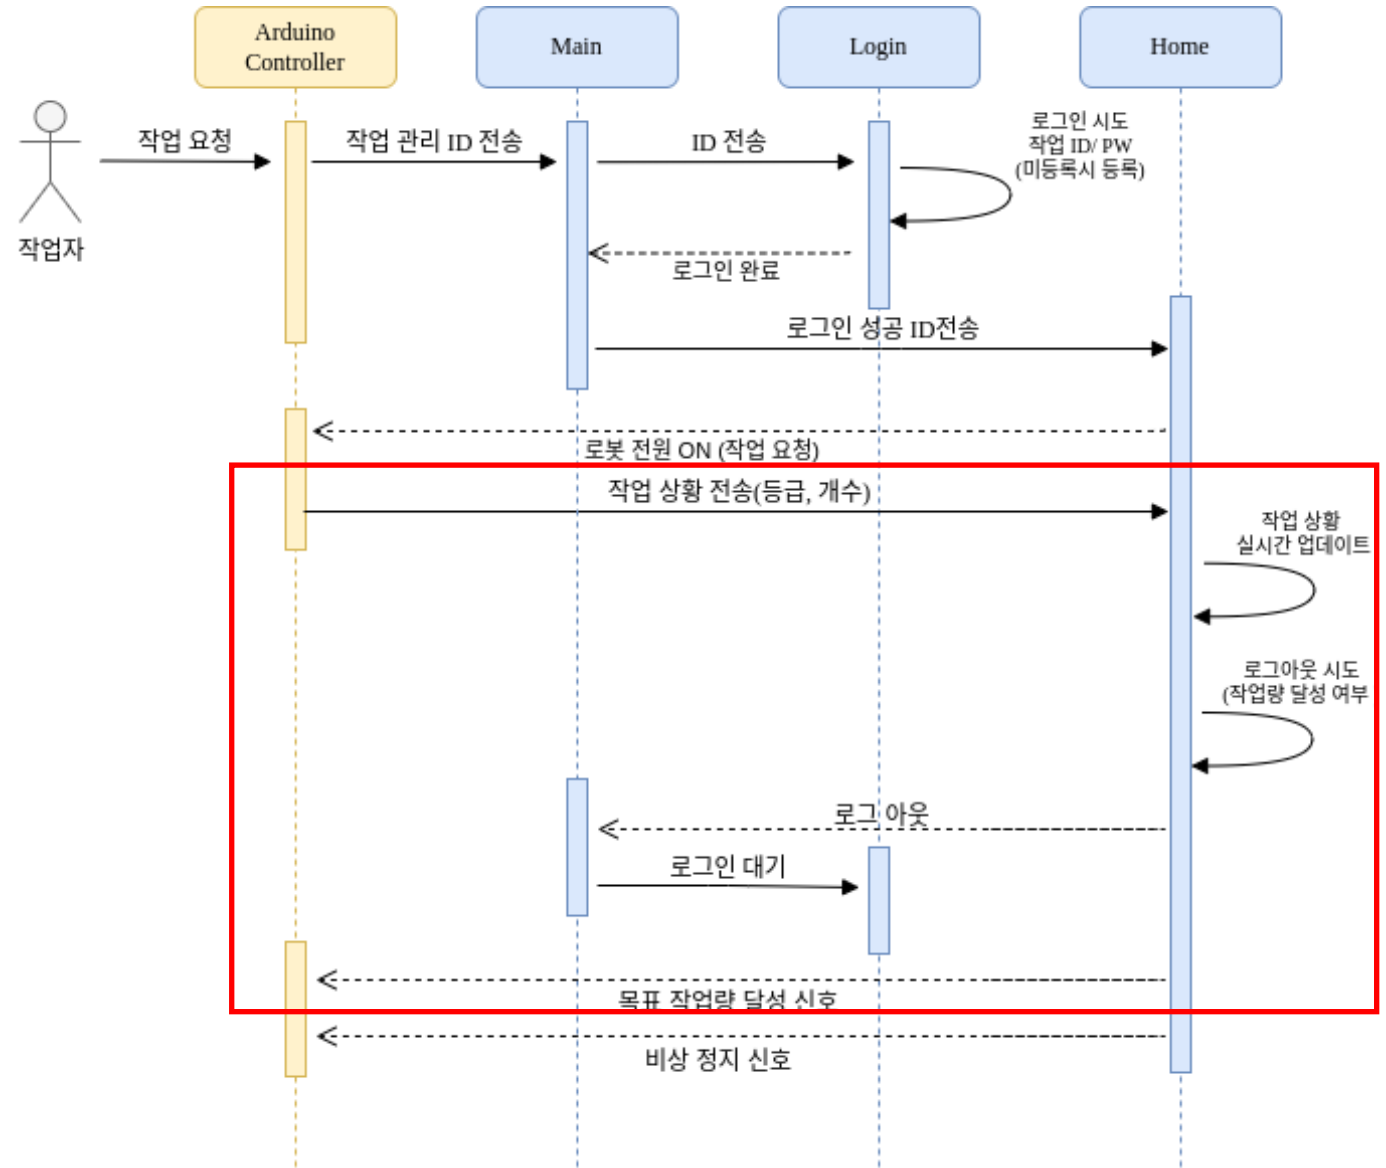 Arduino
Controller
Main
Login
Home
작업 요청
작업 관리 ID 전송
ID 전송
로그인 시도
작업 ID/ PW
(미등록시 등록)
작업자
로그인 완료
로그인 성공 ID전송
로봇 전원 ON (작업 요청)
작업 상황 전송(등급, 개수)
작업 상황
실시간 업데이트
로그아웃 시도
(작업량 달성 여부
로그 아웃
로그인 대기
목표 작업량 달성 신호
비상 정지 신호